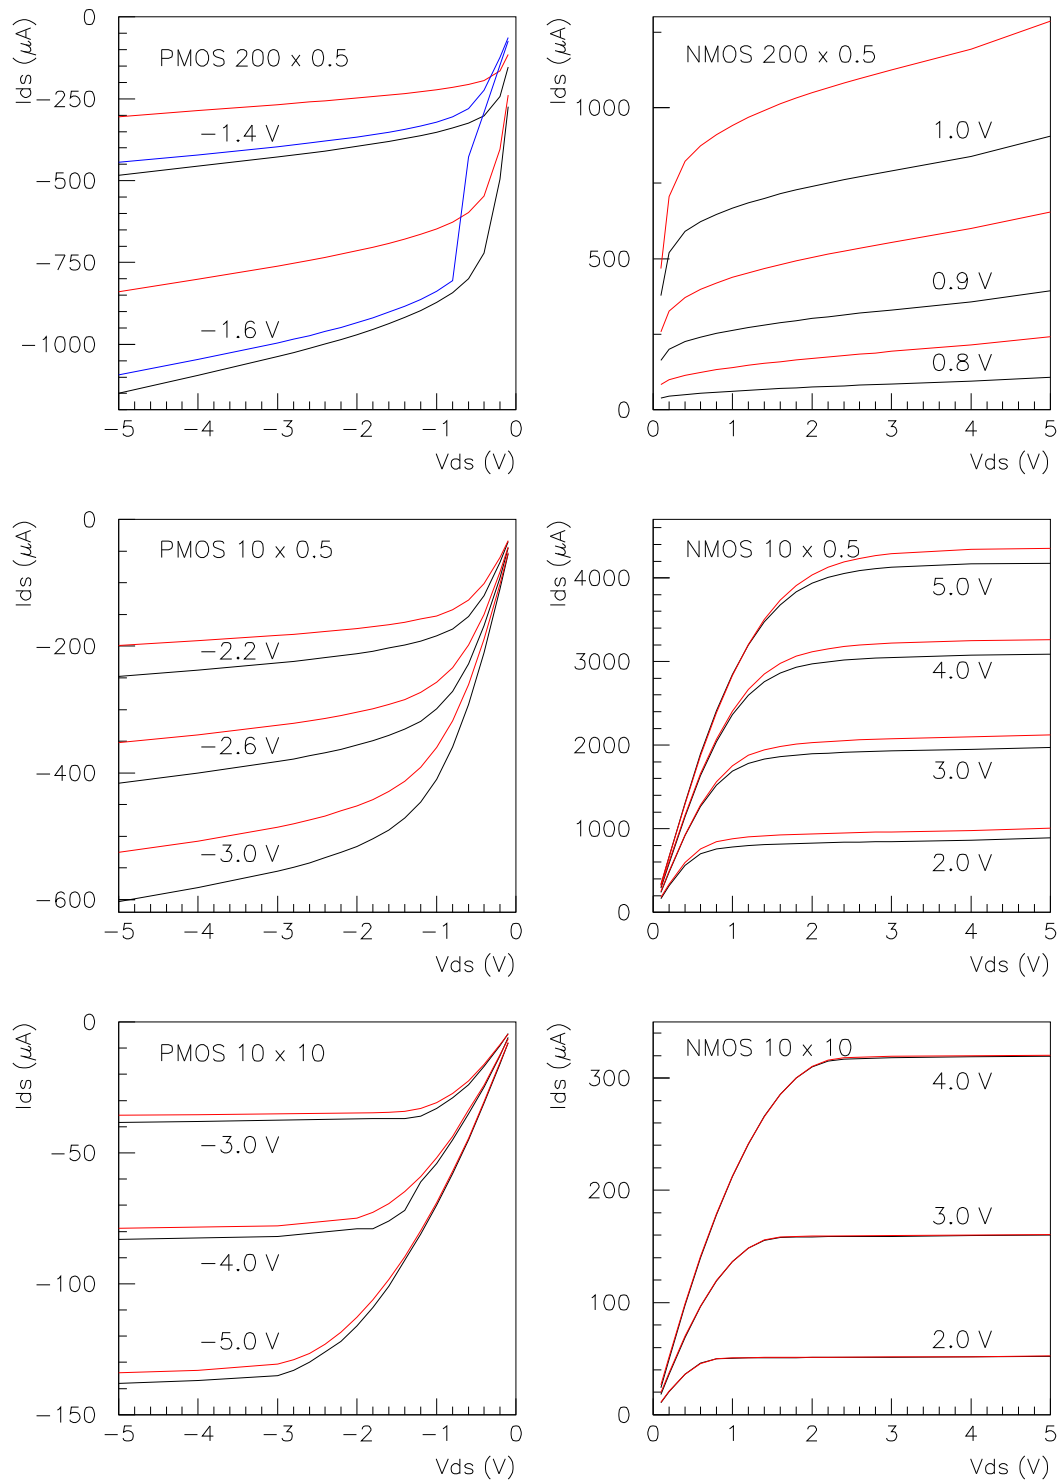 Ids (μA)
PMOS 200 x 0.5
0
−250
−500
−750
−1000
−1.4 V
−1.6 V
−5 −4 −3 −2 −1 0
Vds (V)
Ids (μA)
NMOS 200 x 0.5
1000
500
0
1.0 V
0.9 V
0.8 V
0 1 2 3 4 5
Vds (V)
Ids (μA)
PMOS 10 x 0.5
0
−200
−400
−600
−2.2 V
−2.6 V
−3.0 V
−5 −4 −3 −2 −1 0
Vds (V)
Ids (μA)
NMOS 10 x 0.5
4000
3000
2000
1000
0
5.0 V
4.0 V
3.0 V
2.0 V
0 1 2 3 4 5
Vds (V)
Ids (μA)
PMOS 10 x 10
0
−50
−100
−150
−3.0 V
−4.0 V
−5.0 V
−5 −4 −3 −2 −1 0
Vds (V)
Ids (μA)
NMOS 10 x 10
300
200
100
0
4.0 V
3.0 V
2.0 V
0 1 2 3 4 5
Vds (V)